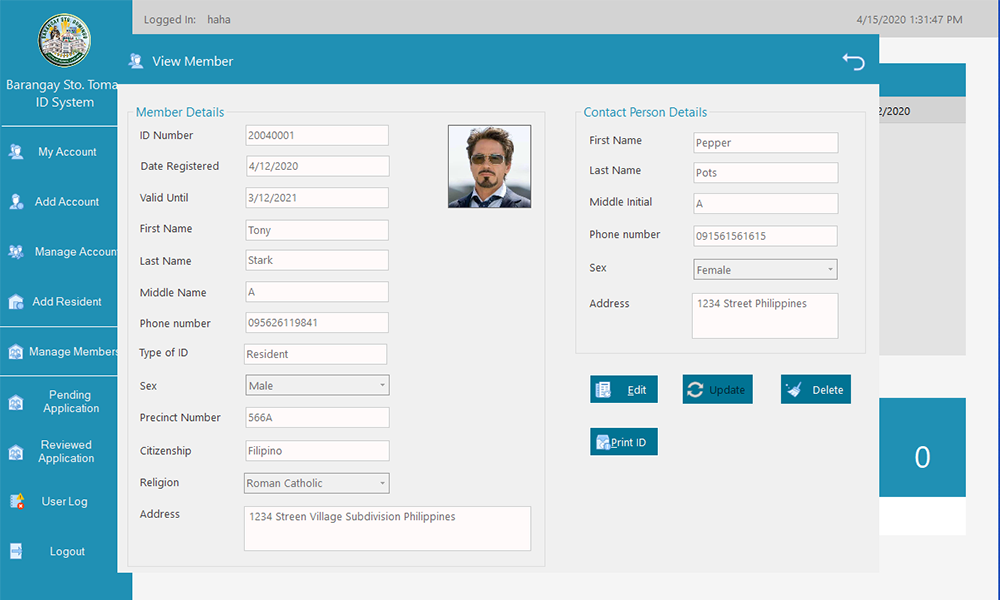 Logged In: haha
4/15/2020 1:31:47 PM
Barangay Sto. Toma
ID System
My Account
Add Account
Manage Accoun
Add Resident
Manage Members
Pending
Application
Reviewed
Application
User Log
Logout
View Member
Member Details
ID Number 20040001
Date Registered 4/12/2020
Valid Until 3/12/2021
First Name Tony
Last Name Stark
Middle Name A
Phone number 095626119841
Type of ID Resident
Sex Male
Precinct Number 566A
Citizenship Filipino
Religion Roman Catholic
Address 1234 Streen Village Subdivision Philippines
Contact Person Details
First Name Pepper
Last Name Pots
Middle Initial A
Phone number 091561561615
Sex Female
Address 1234 Street Philippines
Edit Update Delete
Print ID
2/2020
0